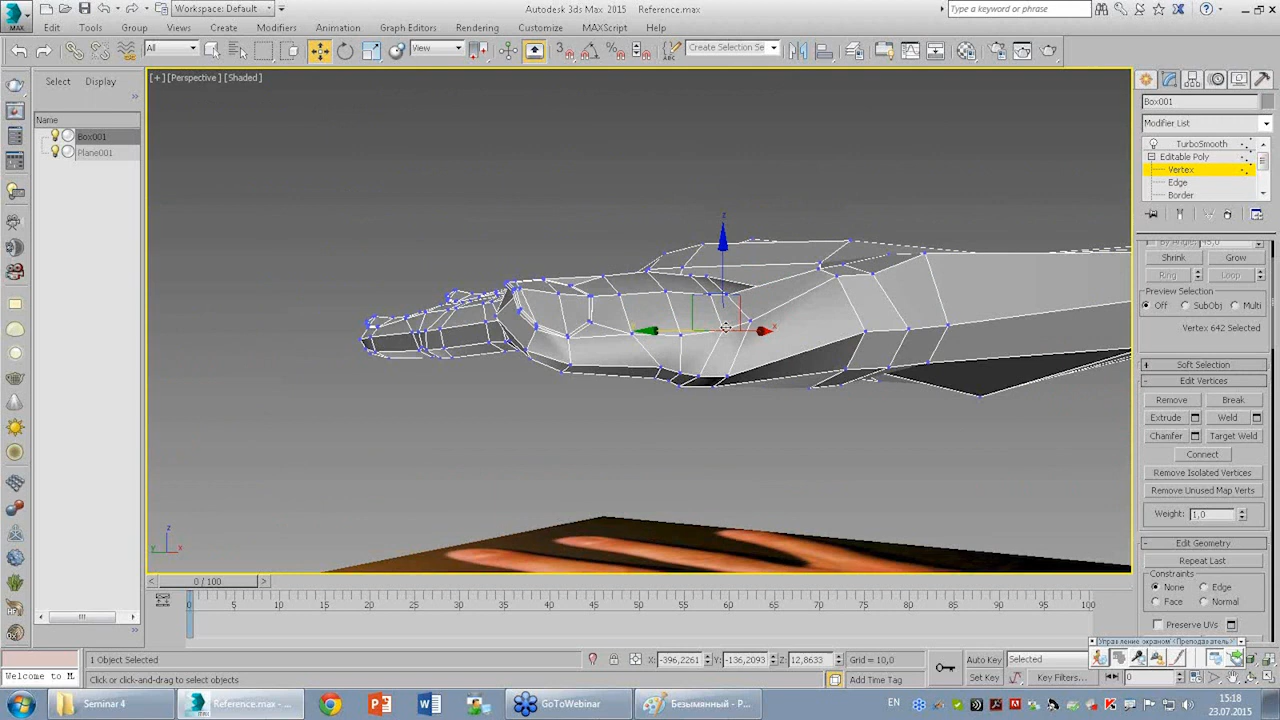 MAX
Workspace: Default
Autodesk 3ds Max 2015
Reference.max
Type a keyword or phrase
Edit
Tools
Group
Views
Create
Modifiers
Animation
Graph Editors
Rendering
Customize
MAXScript
Help
All
View
Create Selection Se
Select
Display
Name
Box001
Plane001
[+] [Perspective] [Shaded]
z
x
z
y
x
Box001
Modifier List
TurboSmooth
Editable Poly
Vertex
Edge
Border
by Angle: 45,0
Shrink
Grow
Ring
Loop
Preview Selection
Off
SubObj
Multi
Vertex 642 Selected
Soft Selection
Edit Vertices
Remove
Break
Extrude
Weld
Chamfer
Target Weld
Connect
Remove Isolated Vertices
Remove Unused Map Verts
Weight: 1,0
Edit Geometry
Repeat Last
Constraints
None
Edge
Face
Normal
Preserve UVs
0 / 100
0 5 10 15 20 25 30 35 40 45 50 55 60 65 70 75 80 85 90 95 100
Управление экраном: Преподаватель
1 Object Selected
X: -396,2261
Y: -136,2093
Z: 12,8633
Grid = 10,0
Auto Key
Selected
Welcome to M
Click or click-and-drag to select objects
Add Time Tag
Set Key
Key Filters...
0
Seminar 4
Reference.max - ...
GoToWebinar
Безымянный - P...
EN
15:18
23.07.2015